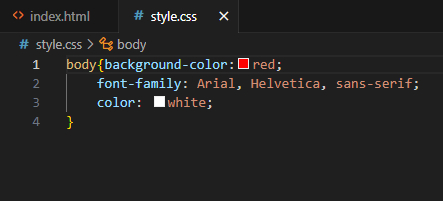 <> index.html # style.css ×
# style.css > body
1 body{background-color: red;
2 font-family: Arial, Helvetica, sans-serif;
3 color: white;
4 }